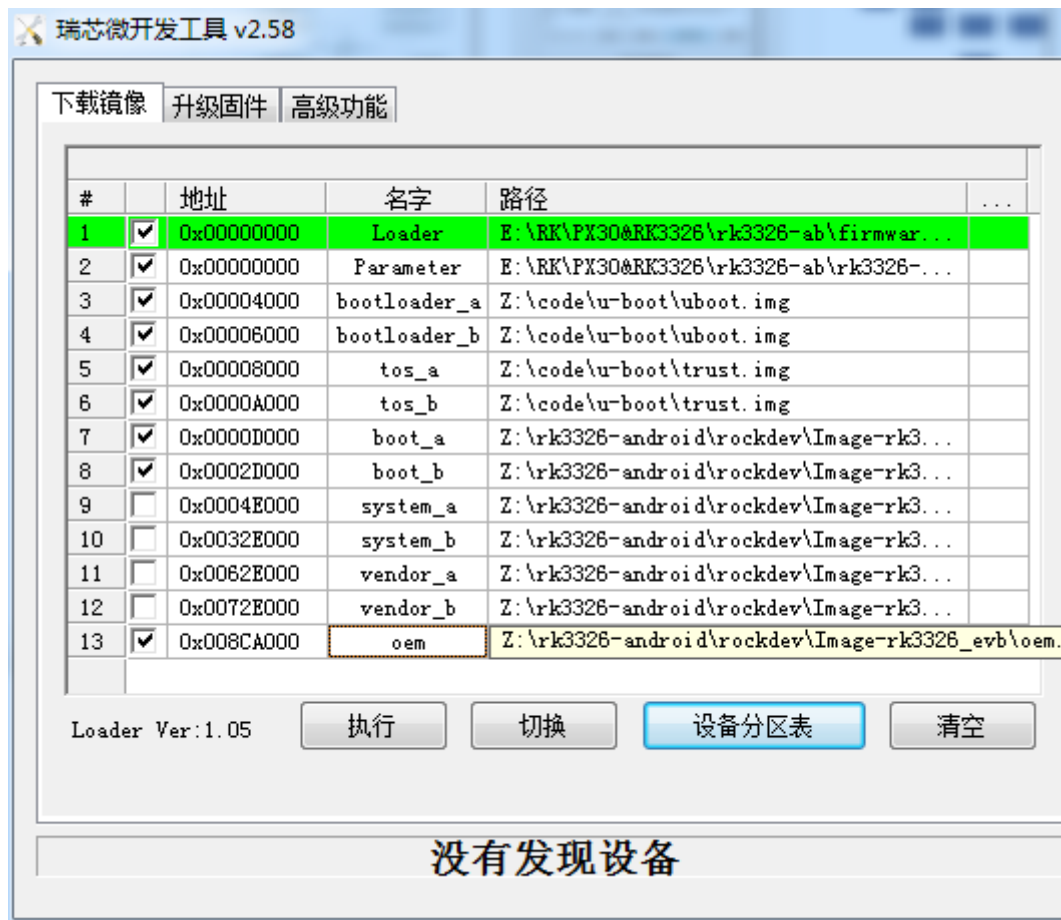 瑞芯微开发工具 v2.58
下载镜像 升级固件 高级功能
# 地址 名字 路径 ...
1 0x00000000 Loader E:\RK\PX30&RK3326\rk3326-ab\firmwar...
2 0x00000000 Parameter E:\RK\PX30&RK3326\rk3326-ab\rk3326-...
3 0x00004000 bootloader_a Z:\code\u-boot\uboot.img
4 0x00006000 bootloader_b Z:\code\u-boot\uboot.img
5 0x00008000 tos_a Z:\code\u-boot\trust.img
6 0x0000A000 tos_b Z:\code\u-boot\trust.img
7 0x0000D000 boot_a Z:\rk3326-android\rockdev\Image-rk3...
8 0x0002D000 boot_b Z:\rk3326-android\rockdev\Image-rk3...
9 0x0004E000 system_a Z:\rk3326-android\rockdev\Image-rk3...
10 0x0032E000 system_b Z:\rk3326-android\rockdev\Image-rk3...
11 0x0062E000 vendor_a Z:\rk3326-android\rockdev\Image-rk3...
12 0x0072E000 vendor_b Z:\rk3326-android\rockdev\Image-rk3...
13 0x008CA000 oem Z:\rk3326-android\rockdev\Image-rk3326_evb\oem.
Loader Ver:1.05 执行 切换 设备分区表 清空
没有发现设备